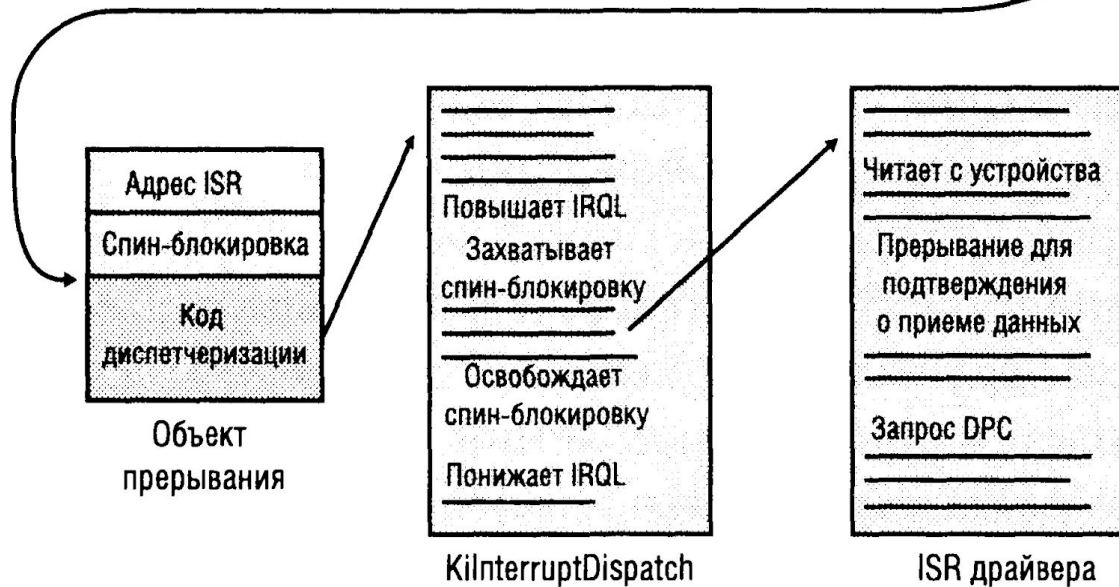 Адрес ISR
Спин-блокировка
Код
диспетчеризации
Объект
прерывания
Повышает IRQL
Захватывает
спин-блокировку
Освобождает
спин-блокировку
Понижает IRQL
KiInterruptDispatch
Читает с устройства
Прерывание для
подтверждения
о приеме данных
Запрос DPC
ISR драйвера